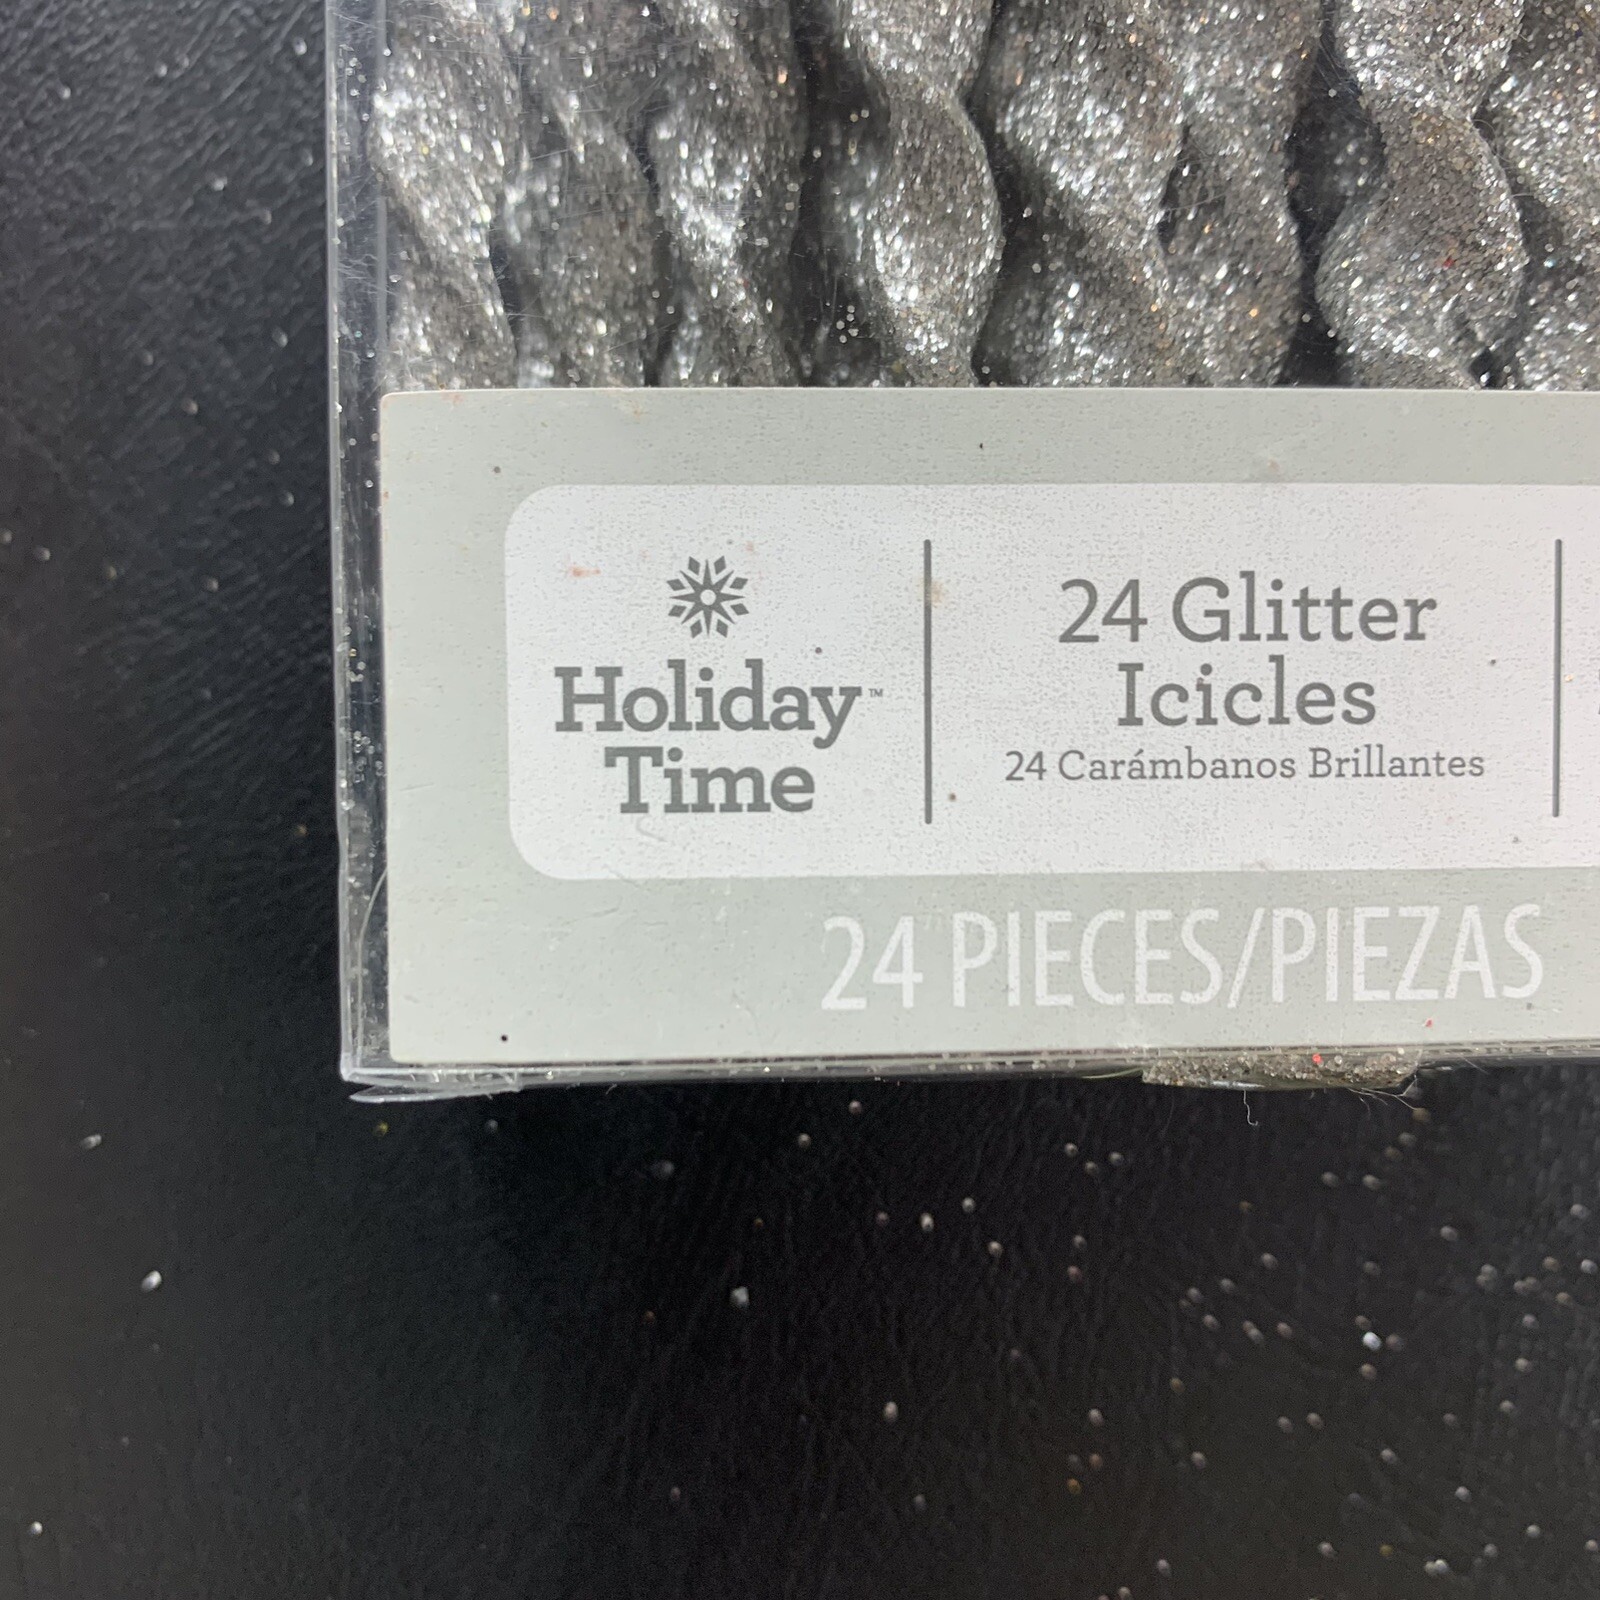 Holiday™
Time
24 Glitter
Icicles
24 Carámbanos Brillantes
24 PIECES/PIEZAS